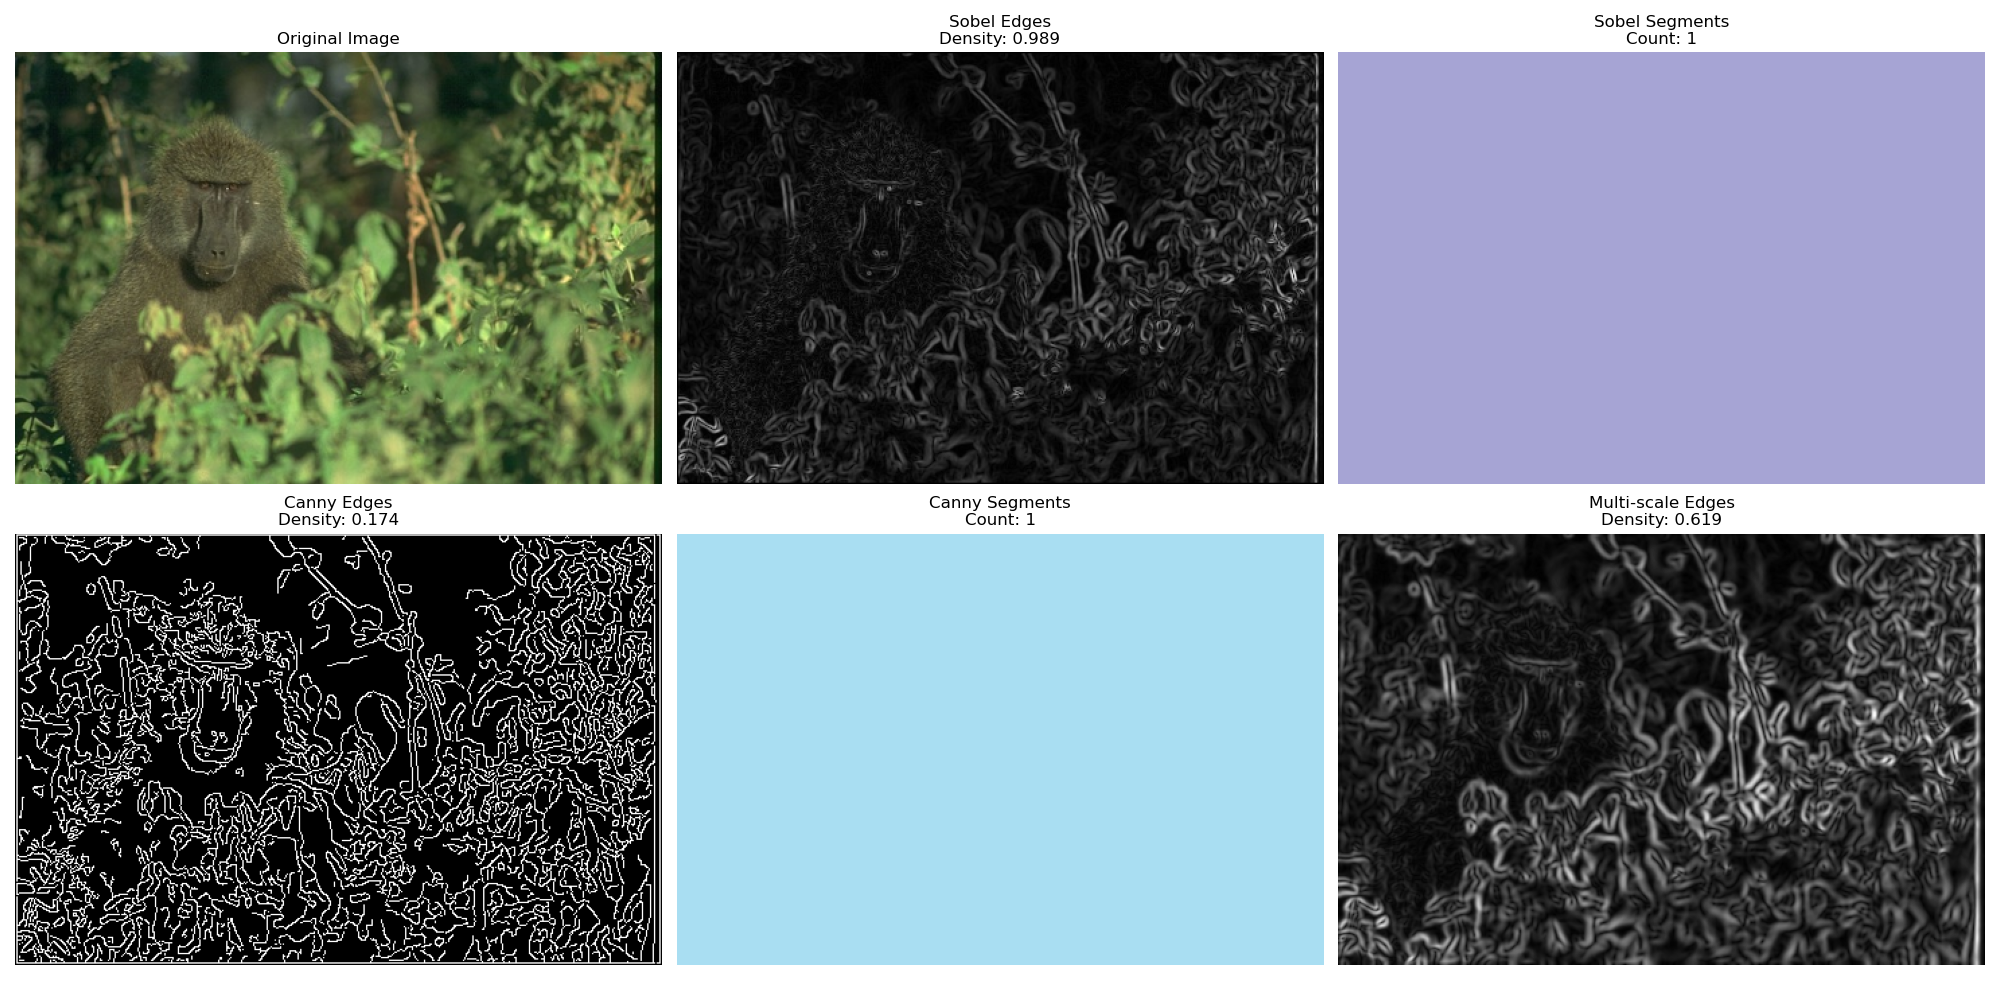 Original Image
Sobel Edges
Density: 0.989
Sobel Segments
Count: 1
Canny Edges
Density: 0.174
Canny Segments
Count: 1
Multi-scale Edges
Density: 0.619